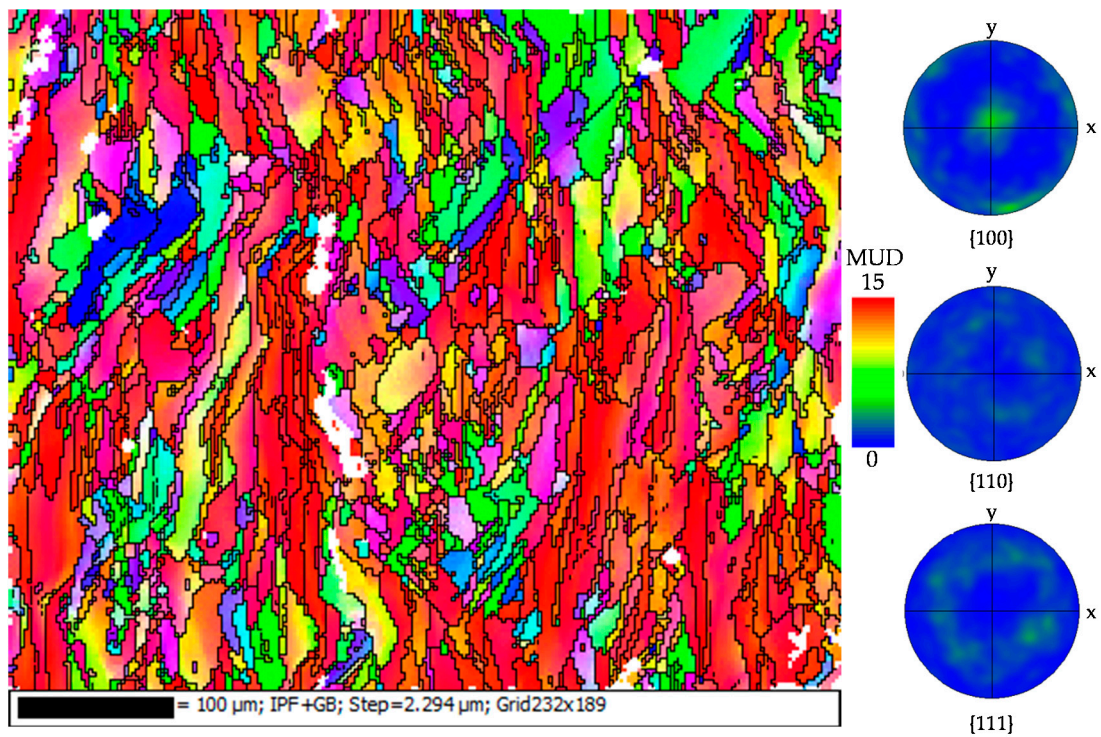 y
x
{100}
MUD
15
0
y
x
{110}
y
x
{111}
= 100 µm; IPF+GB; Step=2.294 µm; Grid232x189